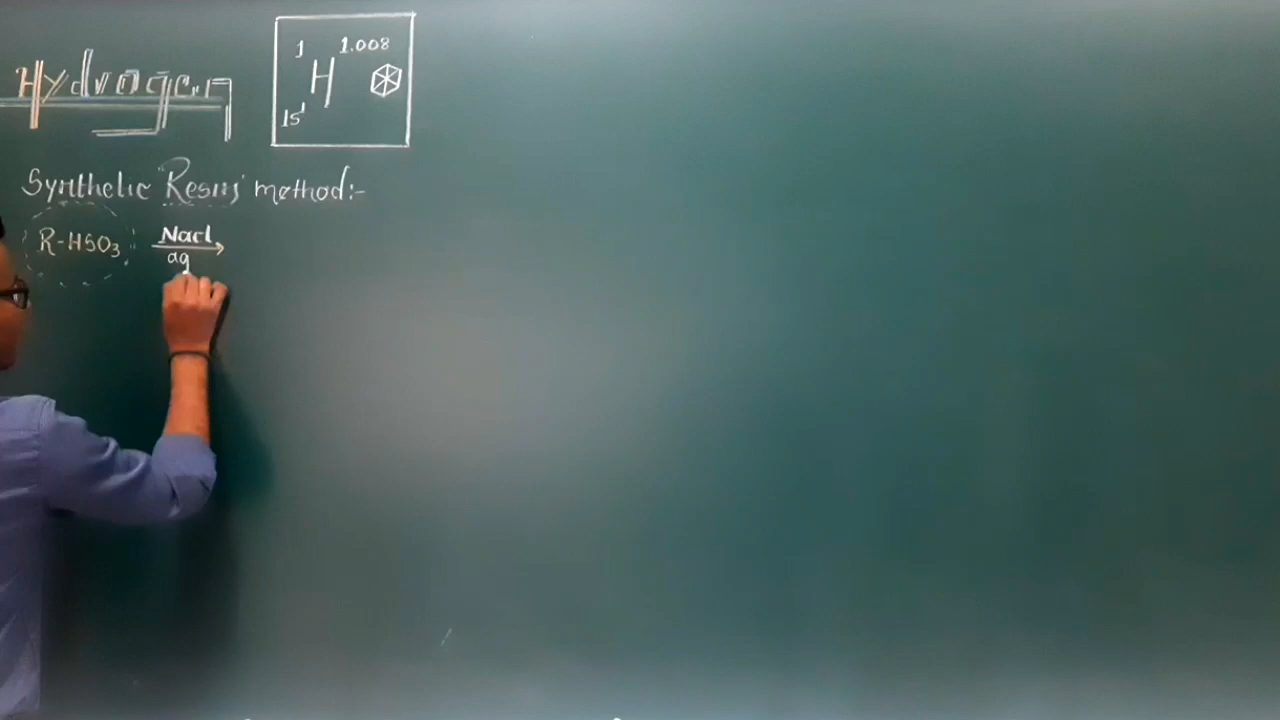 Hydrogen
1 1.008
H
1s¹
Synthetic Resins method:-
R-HSO₃ NaCl
aq